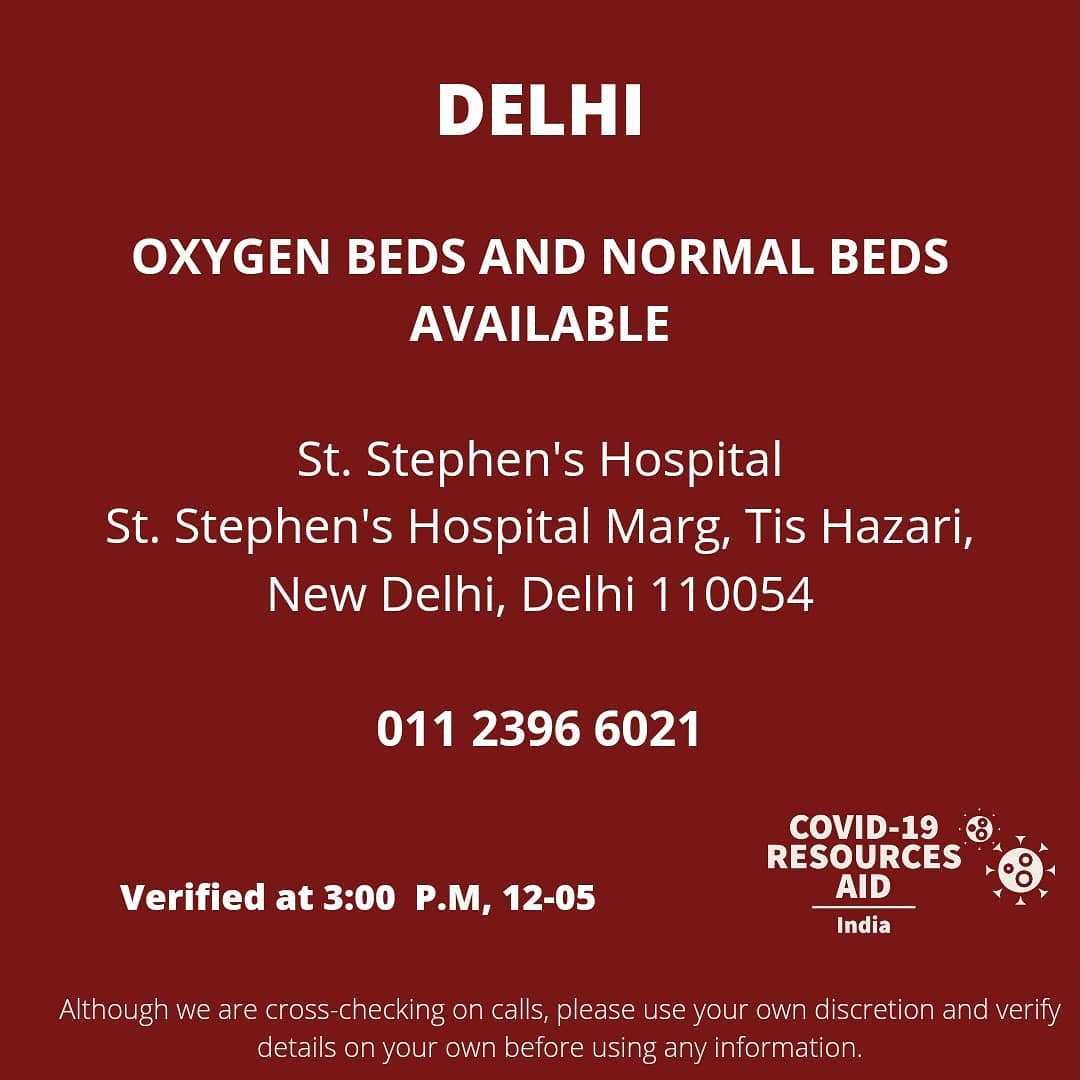 DELHI
OXYGEN BEDS AND NORMAL BEDS
AVAILABLE
St. Stephen's Hospital
St. Stephen's Hospital Marg, Tis Hazari,
New Delhi, Delhi 110054
011 2396 6021
COVID-19
RESOURCES
AID
India
Verified at 3:00  P.M, 12-05
Although we are cross-checking on calls, please use your own discretion and verify
details on your own before using any information.